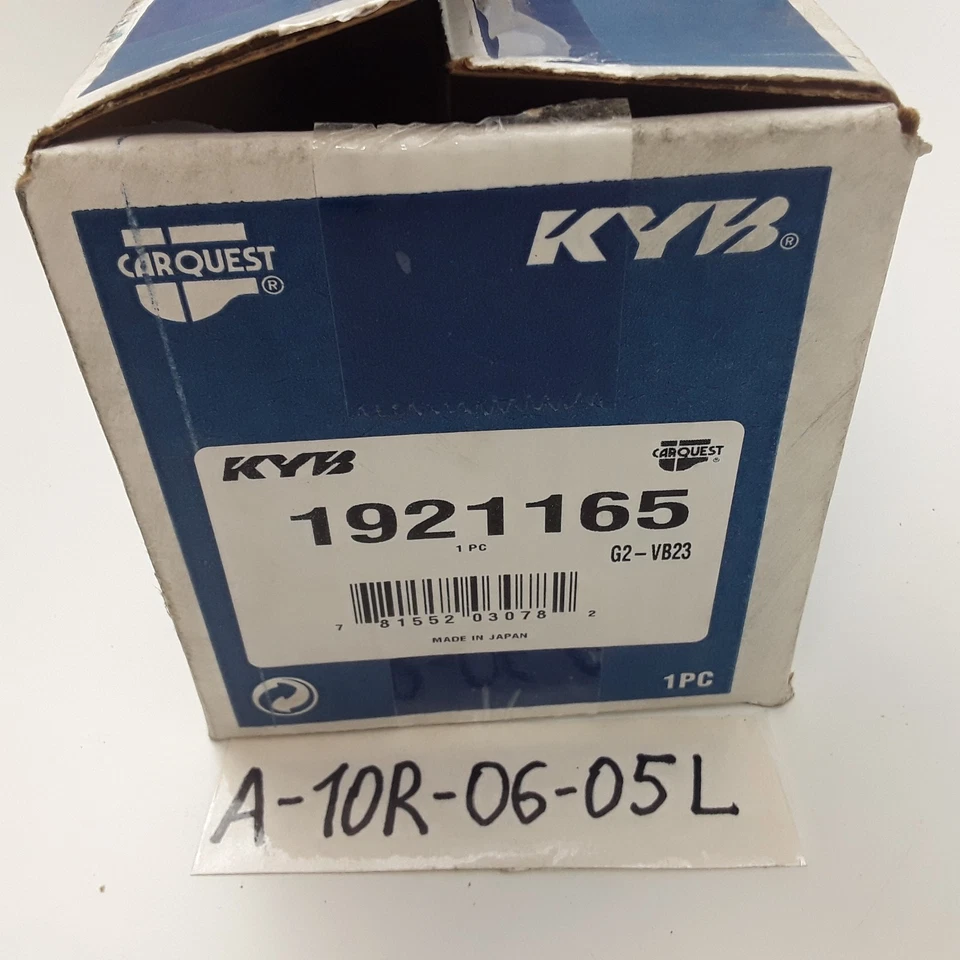 CARQUEST®
KYB®
KYB
CARQUEST®
1921165
1 PC
G2-VB23
7 81552 03078 2
MADE IN JAPAN
1PC
A-10R-06-05L